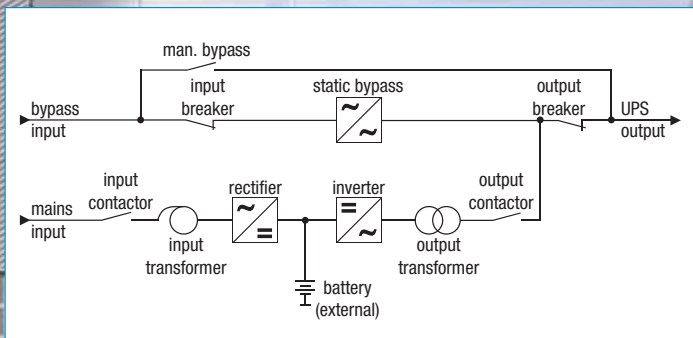 man. bypass
bypass
input
input
breaker
static bypass
output
breaker
UPS
output
mains
input
input
contactor
input
transformer
rectifier
inverter
output
transformer
output
contactor
battery
(external)